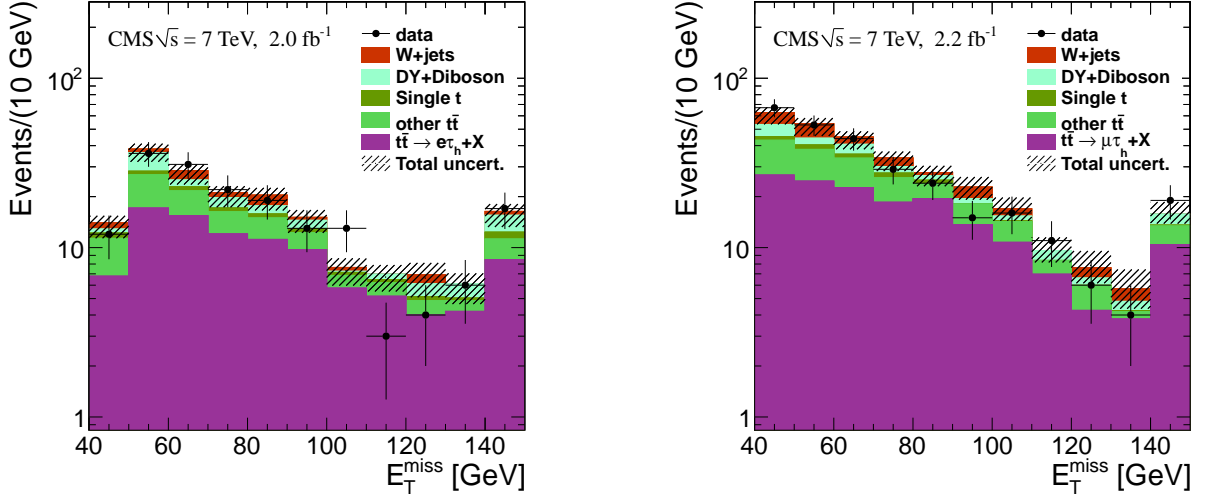 CMS√s = 7 TeV, 2.0 fb⁻¹
data
W+jets
DY+Diboson
Single t
other tt̄
tt̄ → eτ_h+X
Total uncert.
Events/(10 GeV)
10²
10
1
40 60 80 100 120 140
E_T^miss [GeV]
CMS√s = 7 TeV, 2.2 fb⁻¹
data
W+jets
DY+Diboson
Single t
other tt̄
tt̄ → μτ_h+X
Total uncert.
Events/(10 GeV)
10²
10
1
40 60 80 100 120 140
E_T^miss [GeV]